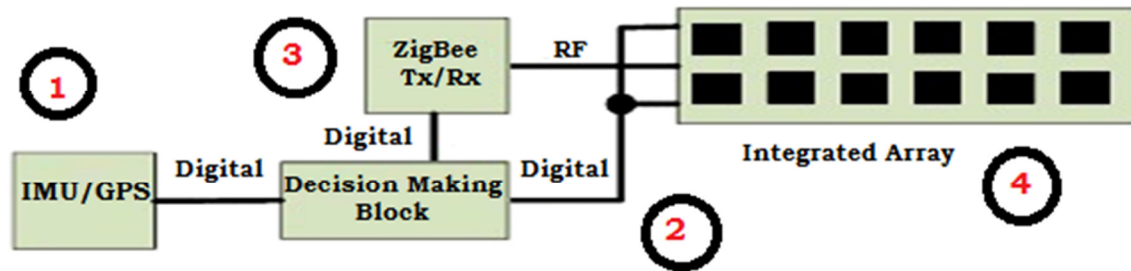 1
3
ZigBee
Tx/Rx
RF
Digital
IMU/GPS
Digital
Decision Making
Block
Digital
Integrated Array
2
4